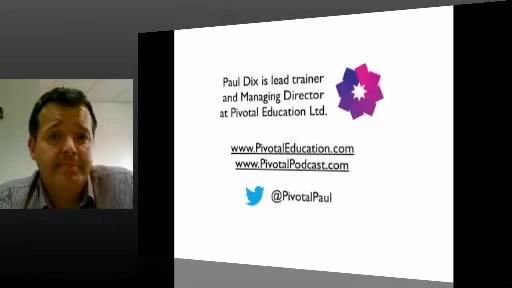 Paul Dix is lead trainer
and Managing Director
at Pivotal Education Ltd.
www.PivotalEducation.com
www.PivotalPodcast.com
@PivotalPaul